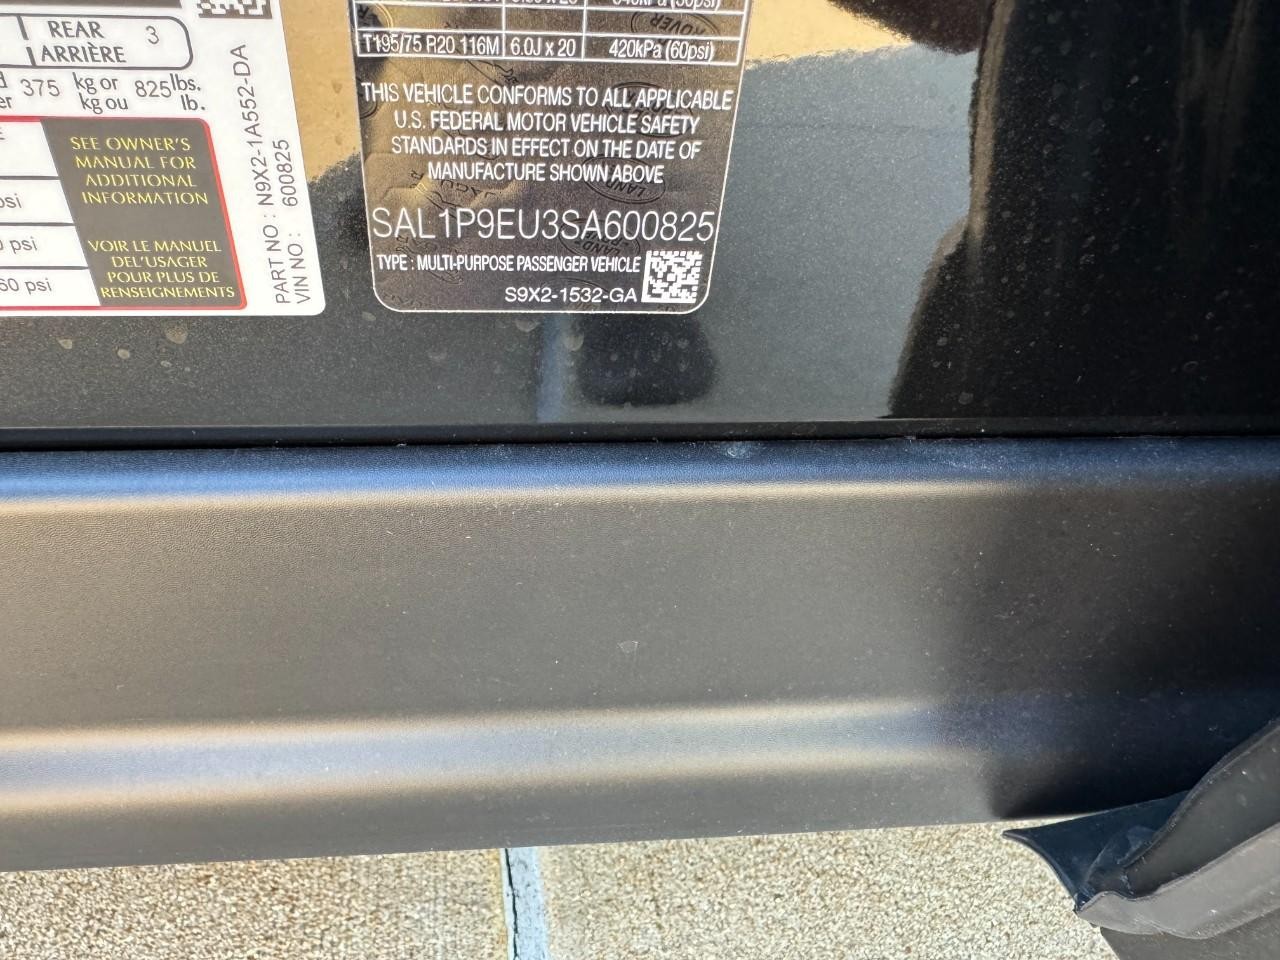 REAR 3
ARRIÈRE
375 kg or 825 lbs.
kg ou lb.
SEE OWNER'S
MANUAL FOR
ADDITIONAL
INFORMATION
psi
psi
60 psi
VOIR LE MANUEL
DEL'USAGER
POUR PLUS DE
RENSEIGNEMENTS
PART NO : N9X2-1A552-DA
VIN NO : 600825
T195/75 R20 116M 6.0J x 20 420kPa (60psi)
THIS VEHICLE CONFORMS TO ALL APPLICABLE
U.S. FEDERAL MOTOR VEHICLE SAFETY
STANDARDS IN EFFECT ON THE DATE OF
MANUFACTURE SHOWN ABOVE
SAL1P9EU3SA600825
TYPE : MULTI-PURPOSE PASSENGER VEHICLE
S9X2-1532-GA